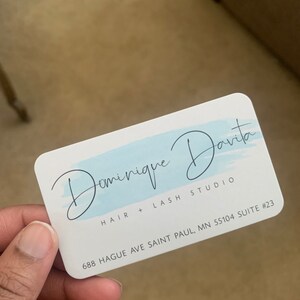 Dominique Davita
HAIR + LASH STUDIO
688 HAGUE AVE SAINT PAUL, MN 55104 SUITE #23